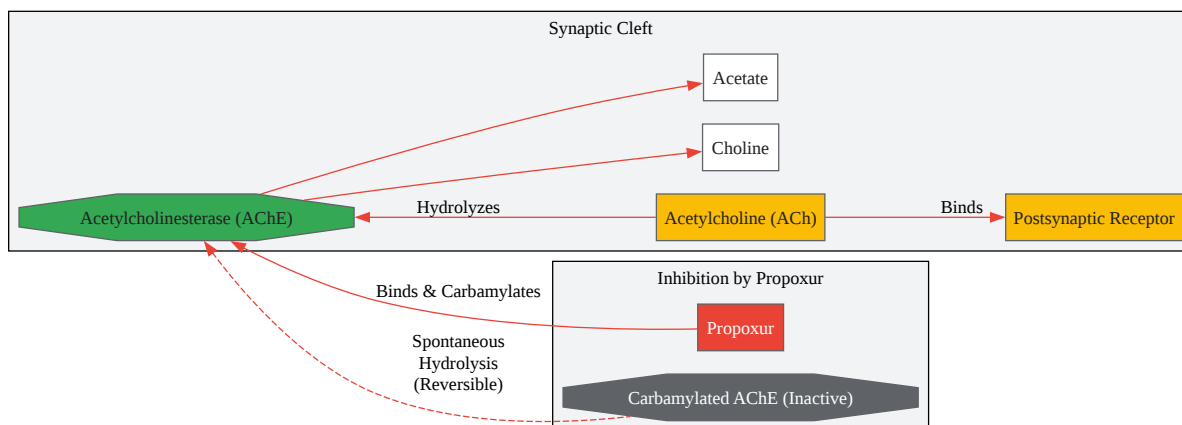 Synaptic Cleft
Acetate
Choline
Acetylcholinesterase (AChE)
Hydrolyzes
Acetylcholine (ACh)
Binds
Postsynaptic Receptor
Inhibition by Propoxur
Binds & Carbamylates
Propoxur
Spontaneous
Hydrolysis
(Reversible)
Carbamylated AChE (Inactive)